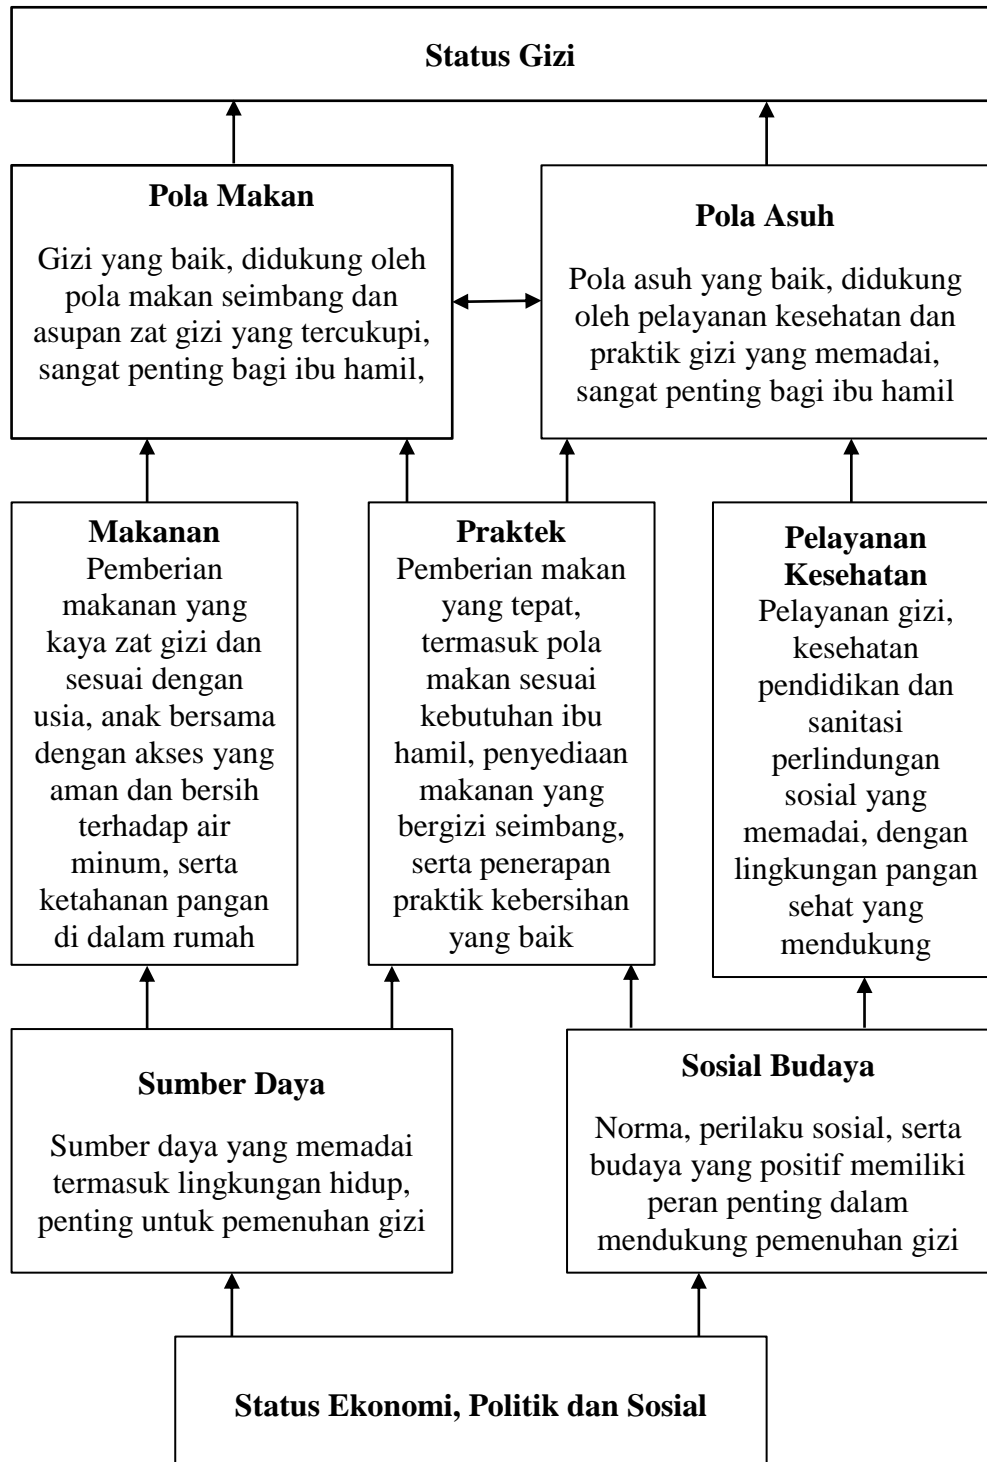 Status Gizi
Pola Makan
Gizi yang baik, didukung oleh
pola makan seimbang dan
asupan zat gizi yang tercukupi,
sangat penting bagi ibu hamil,
Pola Asuh
Pola asuh yang baik, didukung
oleh pelayanan kesehatan dan
praktik gizi yang memadai,
sangat penting bagi ibu hamil
Makanan
Pemberian
makanan yang
kaya zat gizi dan
sesuai dengan
usia, anak bersama
dengan akses yang
aman dan bersih
terhadap air
minum, serta
ketahanan pangan
di dalam rumah
Praktek
Pemberian makan
yang tepat,
termasuk pola
makan sesuai
kebutuhan ibu
hamil, penyediaan
makanan yang
bergizi seimbang,
serta penerapan
praktik kebersihan
yang baik
Pelayanan
Kesehatan
Pelayanan gizi,
kesehatan
pendidikan dan
sanitasi
perlindungan
sosial yang
memadai, dengan
lingkungan pangan
sehat yang
mendukung
Sumber Daya
Sumber daya yang memadai
termasuk lingkungan hidup,
penting untuk pemenuhan gizi
Sosial Budaya
Norma, perilaku sosial, serta
budaya yang positif memiliki
peran penting dalam
mendukung pemenuhan gizi
Status Ekonomi, Politik dan Sosial